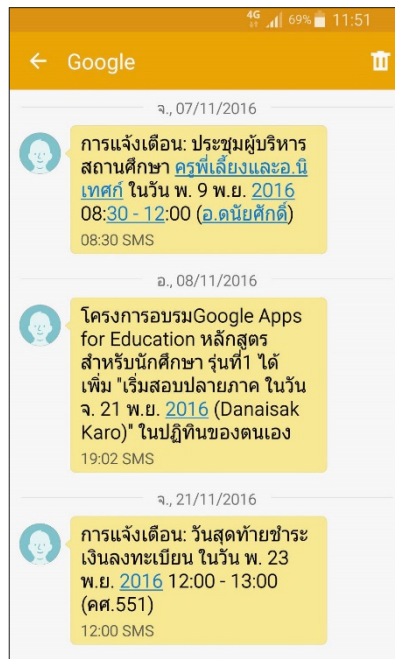 4G 69% 11:51
Google
จ., 07/11/2016
การแจ้งเตือน: ประชุมผู้บริหาร
สถานศึกษา ครูพี่เลี้ยงและอ.นิ
เทศก์ ในวัน พ. 9 พ.ย. 2016
08:30 - 12:00 (อ.ดนัยศักดิ์)
08:30 SMS
อ., 08/11/2016
โครงการอบรมGoogle Apps
for Education หลักสูตร
สำหรับนักศึกษา รุ่นที่1 ได้
เพิ่ม "เริ่มสอบปลายภาค ในวัน
จ. 21 พ.ย. 2016 (Danaisak
Karo)" ในปฏิทินของตนเอง
19:02 SMS
จ., 21/11/2016
การแจ้งเตือน: วันสุดท้ายชำระ
เงินลงทะเบียน ในวัน พ. 23
พ.ย. 2016 12:00 - 13:00
(คศ.551)
12:00 SMS